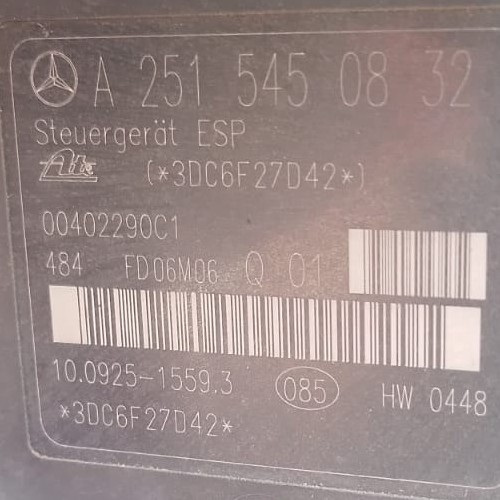 A 251 545 08 32
Steuergerät ESP
Ate (*3DC6F27D42*)
00402290C1
484 FD06M06 Q 01
10.0925-1559.3 085 HW 0448
*3DC6F27D42*